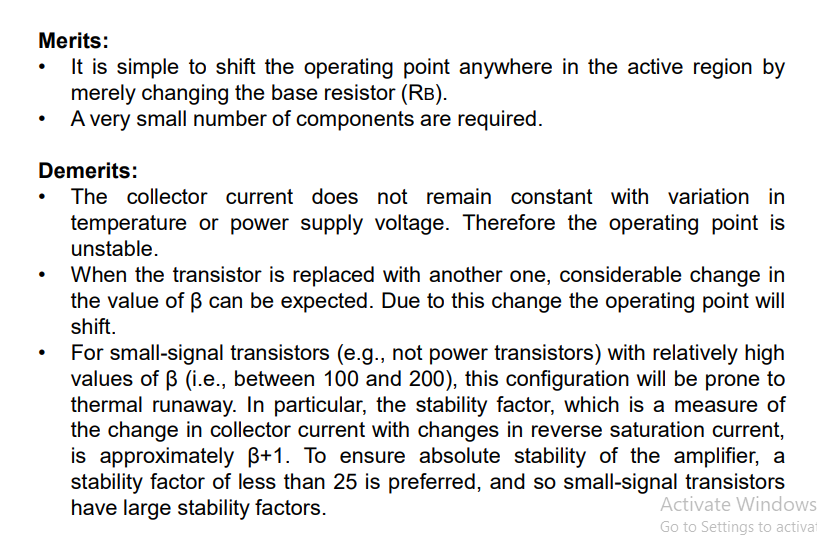 Merits:
• It is simple to shift the operating point anywhere in the active region by
merely changing the base resistor (RB).
• A very small number of components are required.
Demerits:
• The collector current does not remain constant with variation in
temperature or power supply voltage. Therefore the operating point is
unstable.
• When the transistor is replaced with another one, considerable change in
the value of β can be expected. Due to this change the operating point will
shift.
• For small-signal transistors (e.g., not power transistors) with relatively high
values of β (i.e., between 100 and 200), this configuration will be prone to
thermal runaway. In particular, the stability factor, which is a measure of
the change in collector current with changes in reverse saturation current,
is approximately β+1. To ensure absolute stability of the amplifier, a
stability factor of less than 25 is preferred, and so small-signal transistors
have large stability factors.
Activate Windows
Go to Settings to activat